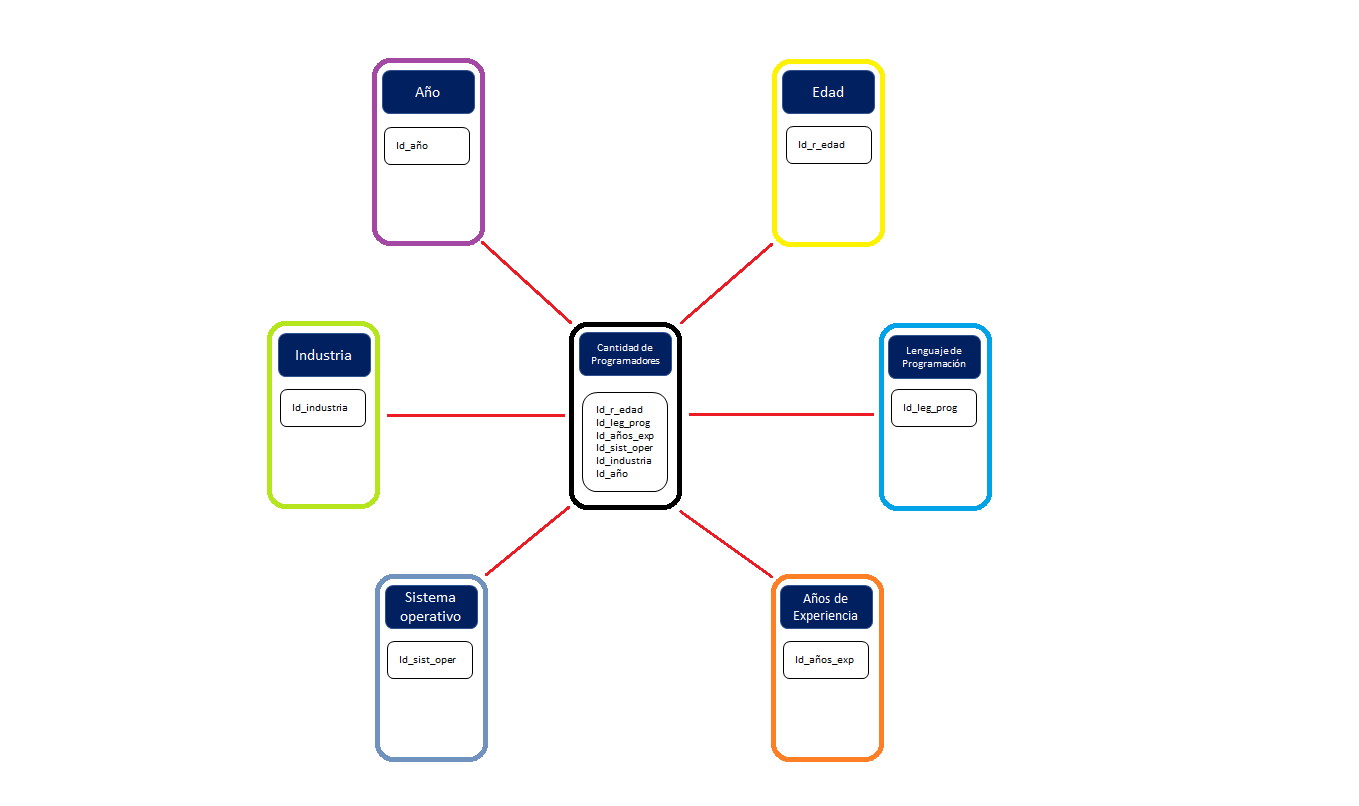 Año
Id_año
Edad
Id_r_edad
Industria
Id_industria
Cantidad de
Programadores
Id_r_edad
Id_leg_prog
Id_años_exp
Id_sist_oper
Id_industria
Id_año
Lenguaje de
Programación
Id_leg_prog
Sistema
operativo
Id_sist_oper
Años de
Experiencia
Id_años_exp